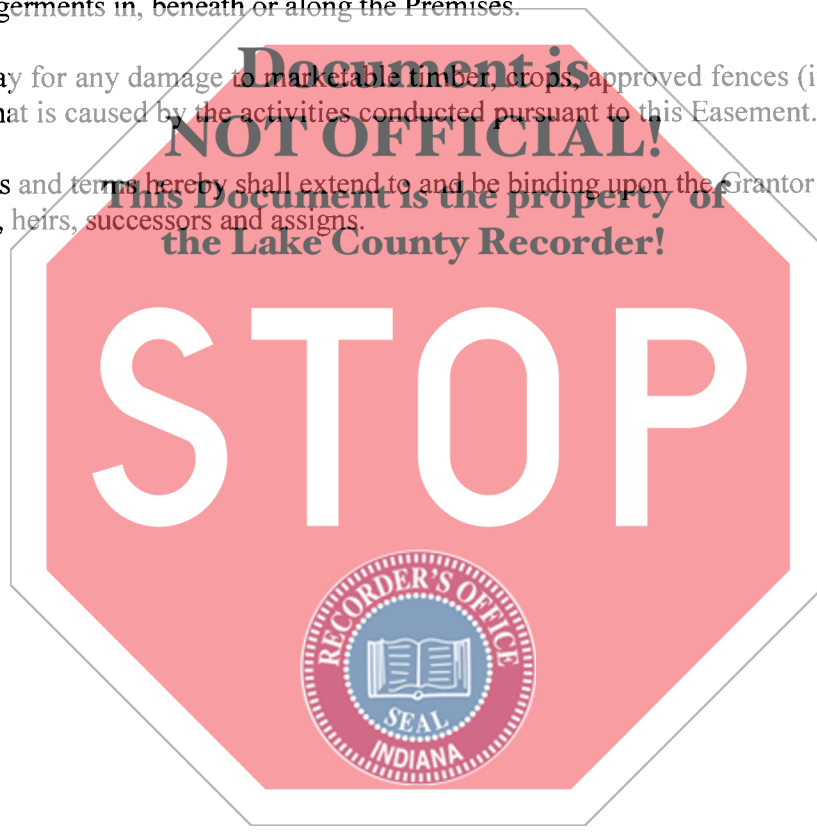 germents in, beneath or along the Premises.
Document is
ay for any damage to marketable timber, crops, approved fences (i
hat is caused by the activities conducted pursuant to this Easement.
NOT OFFICIAL!
s and terms hereby shall extend to and be binding upon the Grantor
This Document is the property of
, heirs, successors and assigns.
the Lake County Recorder!
STOP
RECORDER'S OFFICE
SEAL
INDIANA